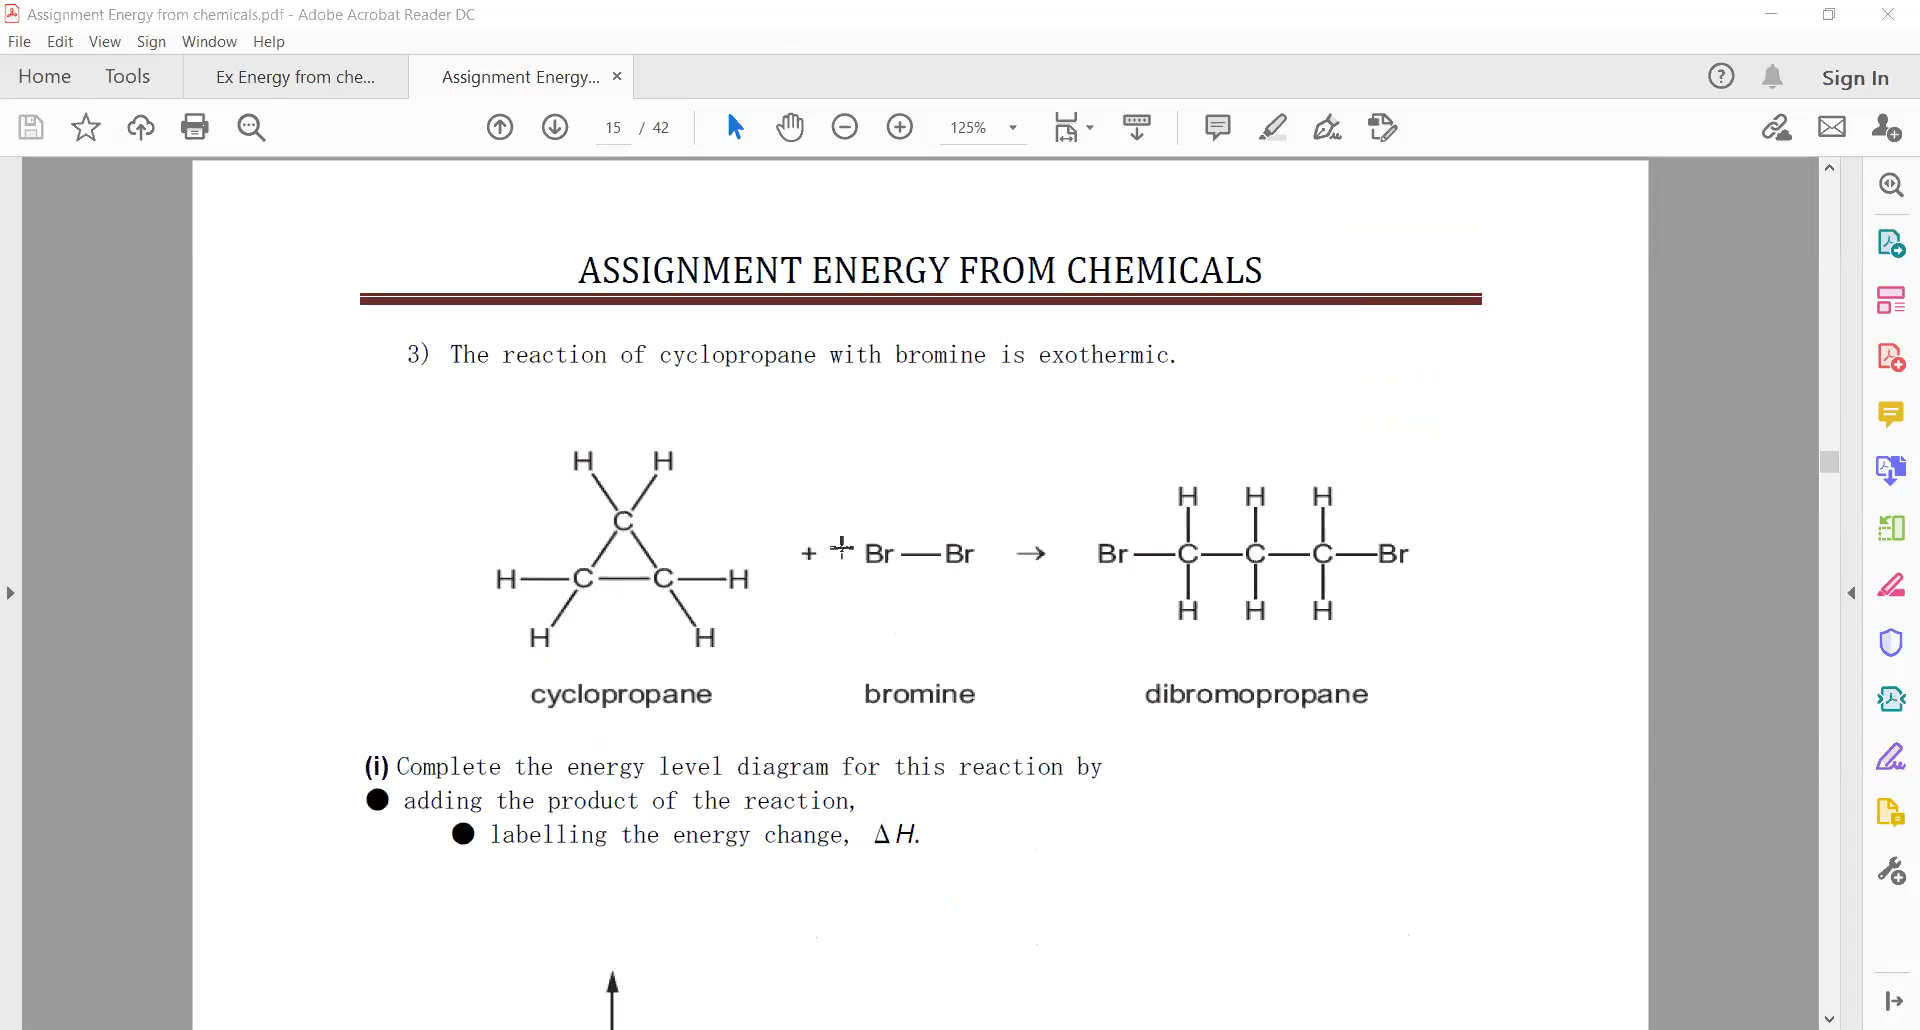 Assignment Energy from chemicals.pdf - Adobe Acrobat Reader DC
File Edit View Sign Window Help
Home Tools Ex Energy from che... Assignment Energy... × Sign In
15 / 42 125%
ASSIGNMENT ENERGY FROM CHEMICALS
3) The reaction of cyclopropane with bromine is exothermic.
H H
H H H
C
+ Br — Br → Br — C — C — C — Br
H — C — C — H
H H H
H H
cyclopropane bromine dibromopropane
(i) Complete the energy level diagram for this reaction by
● adding the product of the reaction,
● labelling the energy change, Δ H.